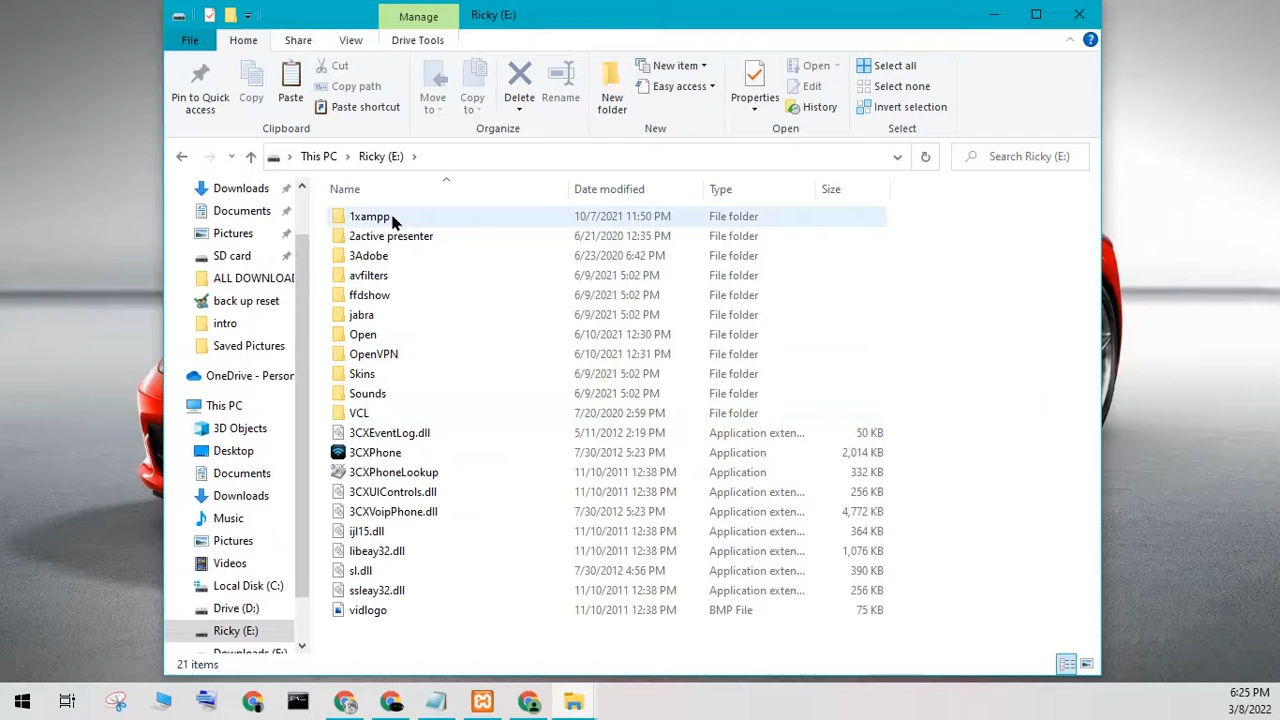 Manage
Ricky (E:)
File
Home
Share
View
Drive Tools
Pin to Quick access
Copy
Paste
Cut
Copy path
Paste shortcut
Clipboard
Move to
Copy to
Delete
Rename
Organize
New folder
New item
Easy access
New
Properties
Open
Edit
History
Open
Select all
Select none
Invert selection
Select
This PC
Ricky (E:)
Search Ricky (E:)
Downloads
Documents
Pictures
SD card
ALL DOWNLOA
back up reset
intro
Saved Pictures
OneDrive - Person
This PC
3D Objects
Desktop
Documents
Downloads
Music
Pictures
Videos
Local Disk (C:)
Drive (D:)
Ricky (E:)
Name Date modified Type Size
1xampp 10/7/2021 11:50 PM File folder
2active presenter 6/21/2020 12:35 PM File folder
3Adobe 6/23/2020 6:42 PM File folder
avfilters 6/9/2021 5:02 PM File folder
ffdshow 6/9/2021 5:02 PM File folder
jabra 6/9/2021 5:02 PM File folder
Open 6/10/2021 12:30 PM File folder
OpenVPN 6/10/2021 12:31 PM File folder
Skins 6/9/2021 5:02 PM File folder
Sounds 6/9/2021 5:02 PM File folder
VCL 7/20/2020 2:59 PM File folder
3CXEventLog.dll 5/11/2012 2:19 PM Application exten... 50 KB
3CXPhone 7/30/2012 5:23 PM Application 2,014 KB
3CXPhoneLookup 11/10/2011 12:38 PM Application 332 KB
3CXUIControls.dll 11/10/2011 12:38 PM Application exten... 256 KB
3CXVoipPhone.dll 7/30/2012 5:23 PM Application exten... 4,772 KB
ijl15.dll 11/10/2011 12:38 PM Application exten... 364 KB
libeay32.dll 11/10/2011 12:38 PM Application exten... 1,076 KB
sl.dll 7/30/2012 4:56 PM Application exten... 390 KB
ssleay32.dll 11/10/2011 12:38 PM Application exten... 256 KB
vidlogo 11/10/2011 12:38 PM BMP File 75 KB
21 items
6:25 PM
3/8/2022